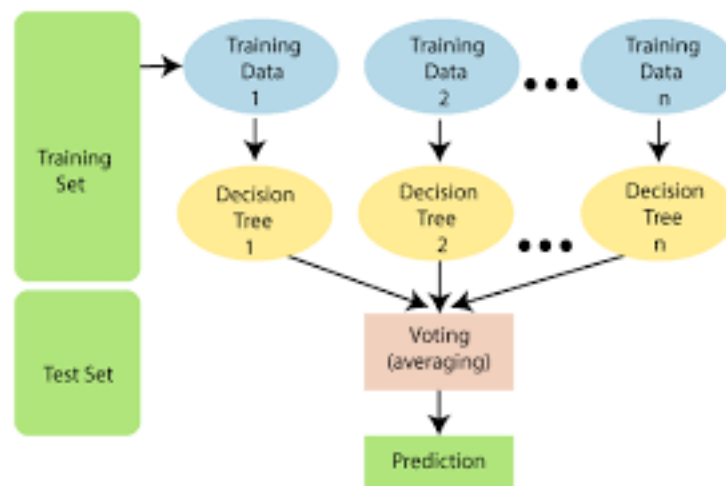 Training
Set
Test Set
Training
Data
1
Training
Data
2
Training
Data
n
Decision
Tree
1
Decision
Tree
2
Decision
Tree
n
Voting
(averaging)
Prediction